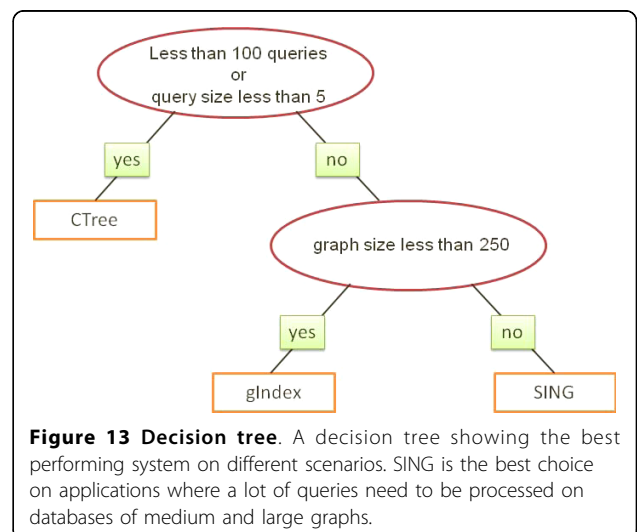 Less than 100 queries
or
query size less than 5
yes
no
CTree
graph size less than 250
yes
no
gIndex
SING
Figure 13 Decision tree. A decision tree showing the best
performing system on different scenarios. SING is the best choice
on applications where a lot of queries need to be processed on
databases of medium and large graphs.